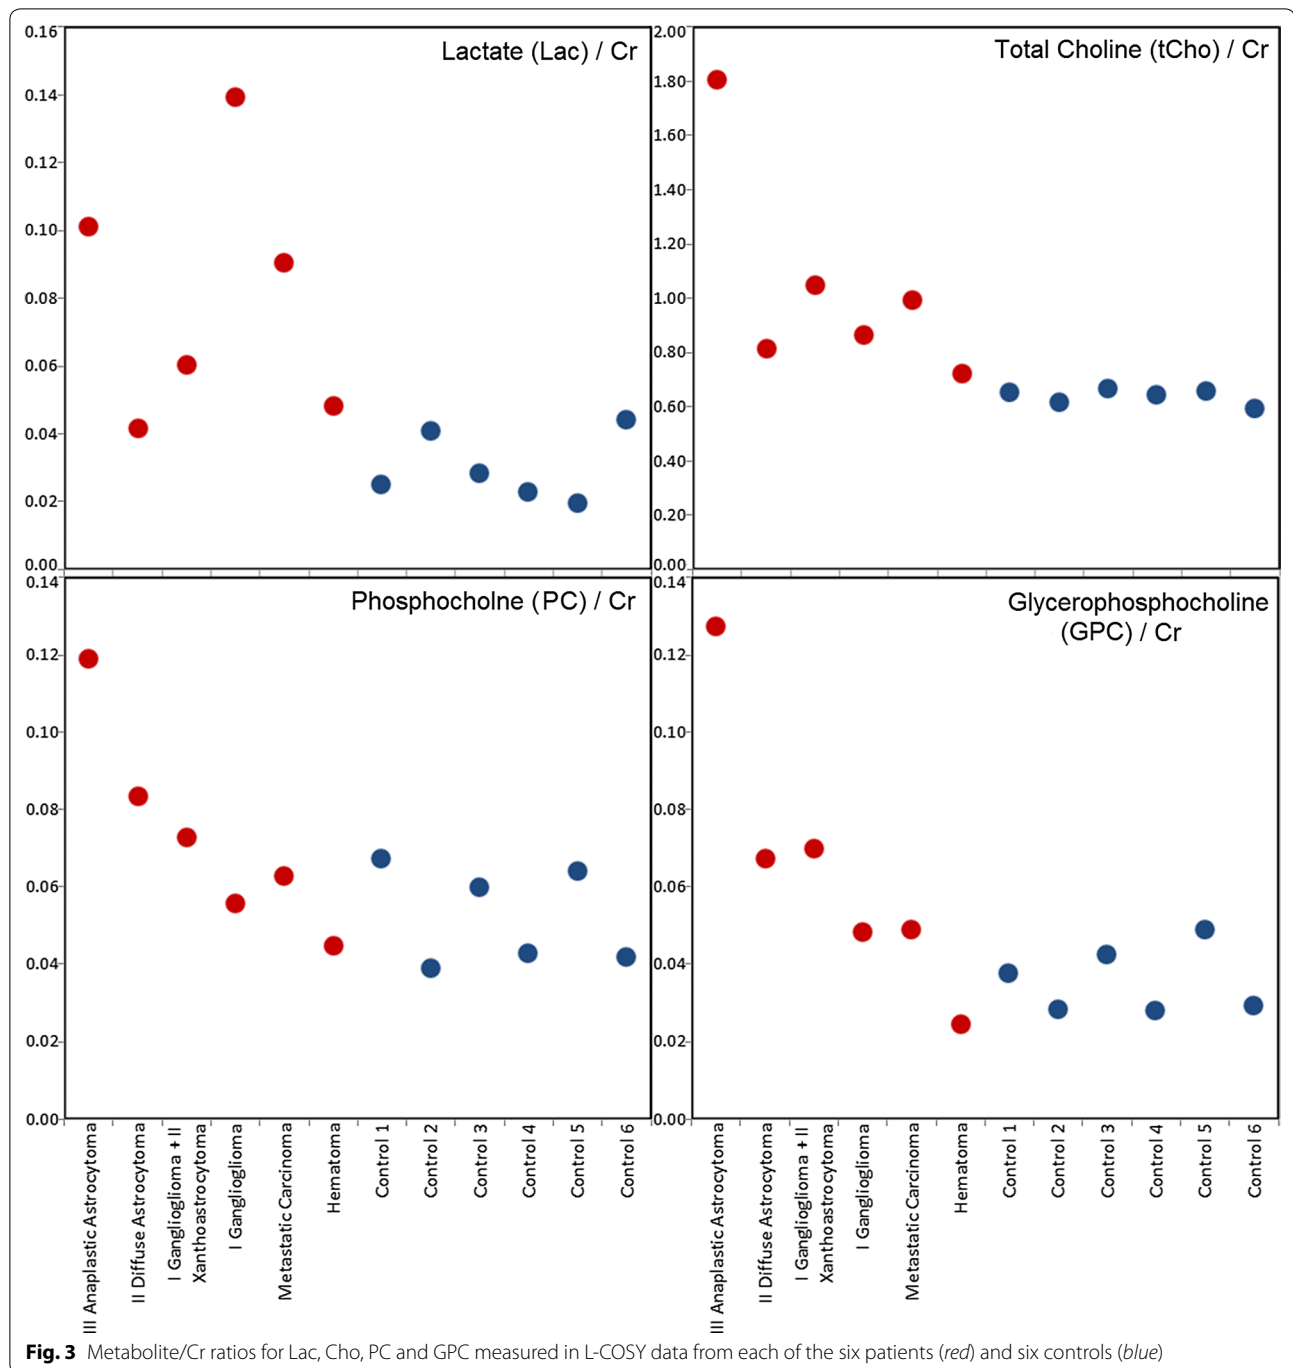 Lactate (Lac) / Cr
0.16
0.14
0.12
0.10
0.08
0.06
0.04
0.02
0.00
Total Choline (tCho) / Cr
2.00
1.80
1.60
1.40
1.20
1.00
0.80
0.60
0.40
0.20
0.00
Phosphocholne (PC) / Cr
0.14
0.12
0.10
0.08
0.06
0.04
0.02
0.00
Glycerophosphocholine
(GPC) / Cr
0.14
0.12
0.10
0.08
0.06
0.04
0.02
0.00
III Anaplastic Astrocytoma
II Diffuse Astrocytoma
I Ganglioglioma + II
Xanthoastrocytoma
I Ganglioglioma
Metastatic Carcinoma
Hematoma
Control 1
Control 2
Control 3
Control 4
Control 5
Control 6
III Anaplastic Astrocytoma
II Diffuse Astrocytoma
I Ganglioglioma + II
Xanthoastrocytoma
I Ganglioglioma
Metastatic Carcinoma
Hematoma
Control 1
Control 2
Control 3
Control 4
Control 5
Control 6
Fig. 3 Metabolite/Cr ratios for Lac, Cho, PC and GPC measured in L-COSY data from each of the six patients (red) and six controls (blue)